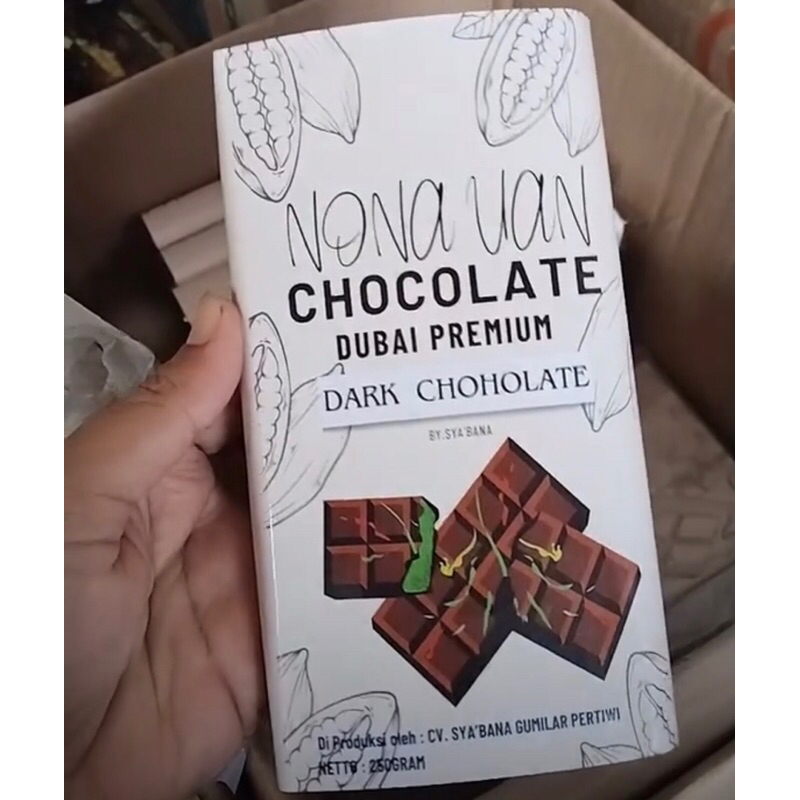 NONA UAN
CHOCOLATE
DUBAI PREMIUM
DARK CHOHOLATE
BY.SYA'BANA
Di Produksi oleh : CV. SYA'BANA GUMILAR PERTIWI
NETTO : 250GRAM